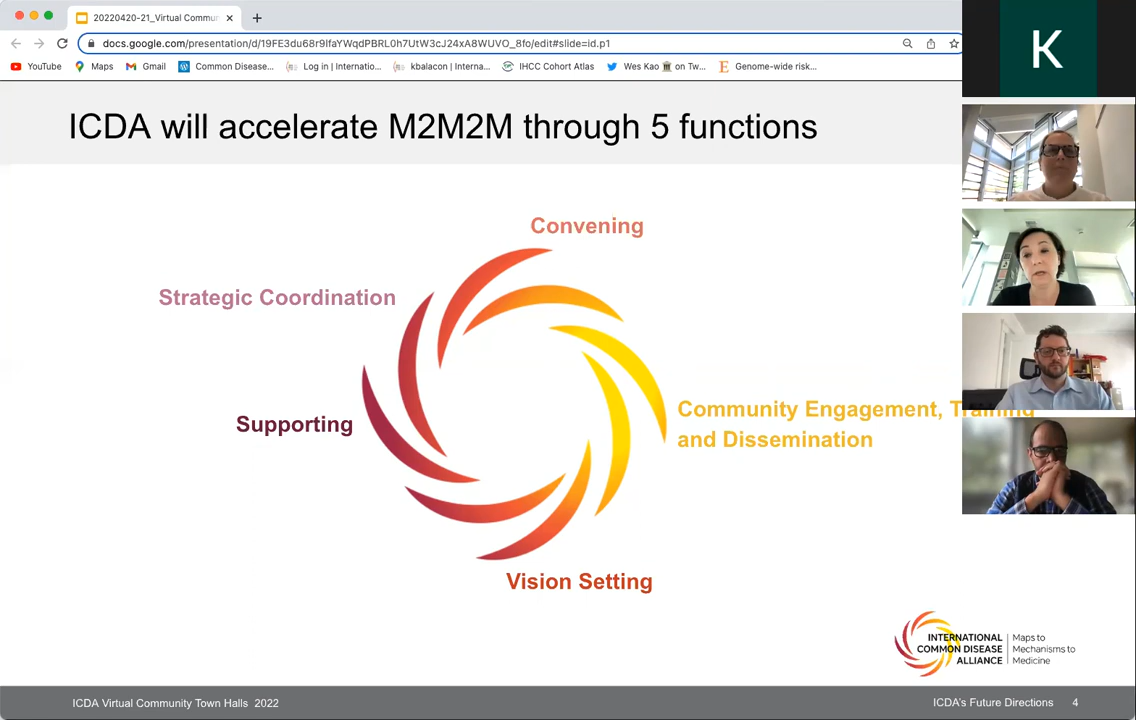 20220420-21_Virtual Commun
docs.google.com/presentation/d/19FE3du68r9IfaYWqdPBRL0h7UtW3cJ24xA8WUVO_8fo/edit#slide=id.p1
YouTube Maps Gmail Common Disease... Log in | Internatio... kbalacon | Interna... IHCC Cohort Atlas Wes Kao 🏛 on Tw... Genome-wide risk...
K
ICDA will accelerate M2M2M through 5 functions
Convening
Strategic Coordination
Community Engagement, Training
and Dissemination
Supporting
Vision Setting
INTERNATIONAL
COMMON DISEASE
ALLIANCE
Maps to
Mechanisms to
Medicine
ICDA Virtual Community Town Halls 2022
ICDA's Future Directions 4